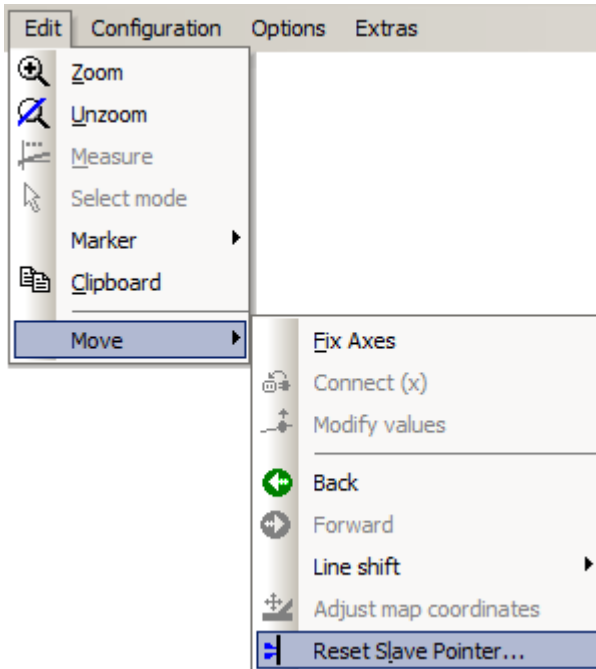 Edit Configuration Options Extras
Zoom
Unzoom
Measure
Select mode
Marker
Clipboard
Move
Fix Axes
Connect (x)
Modify values
Back
Forward
Line shift
Adjust map coordinates
Reset Slave Pointer...